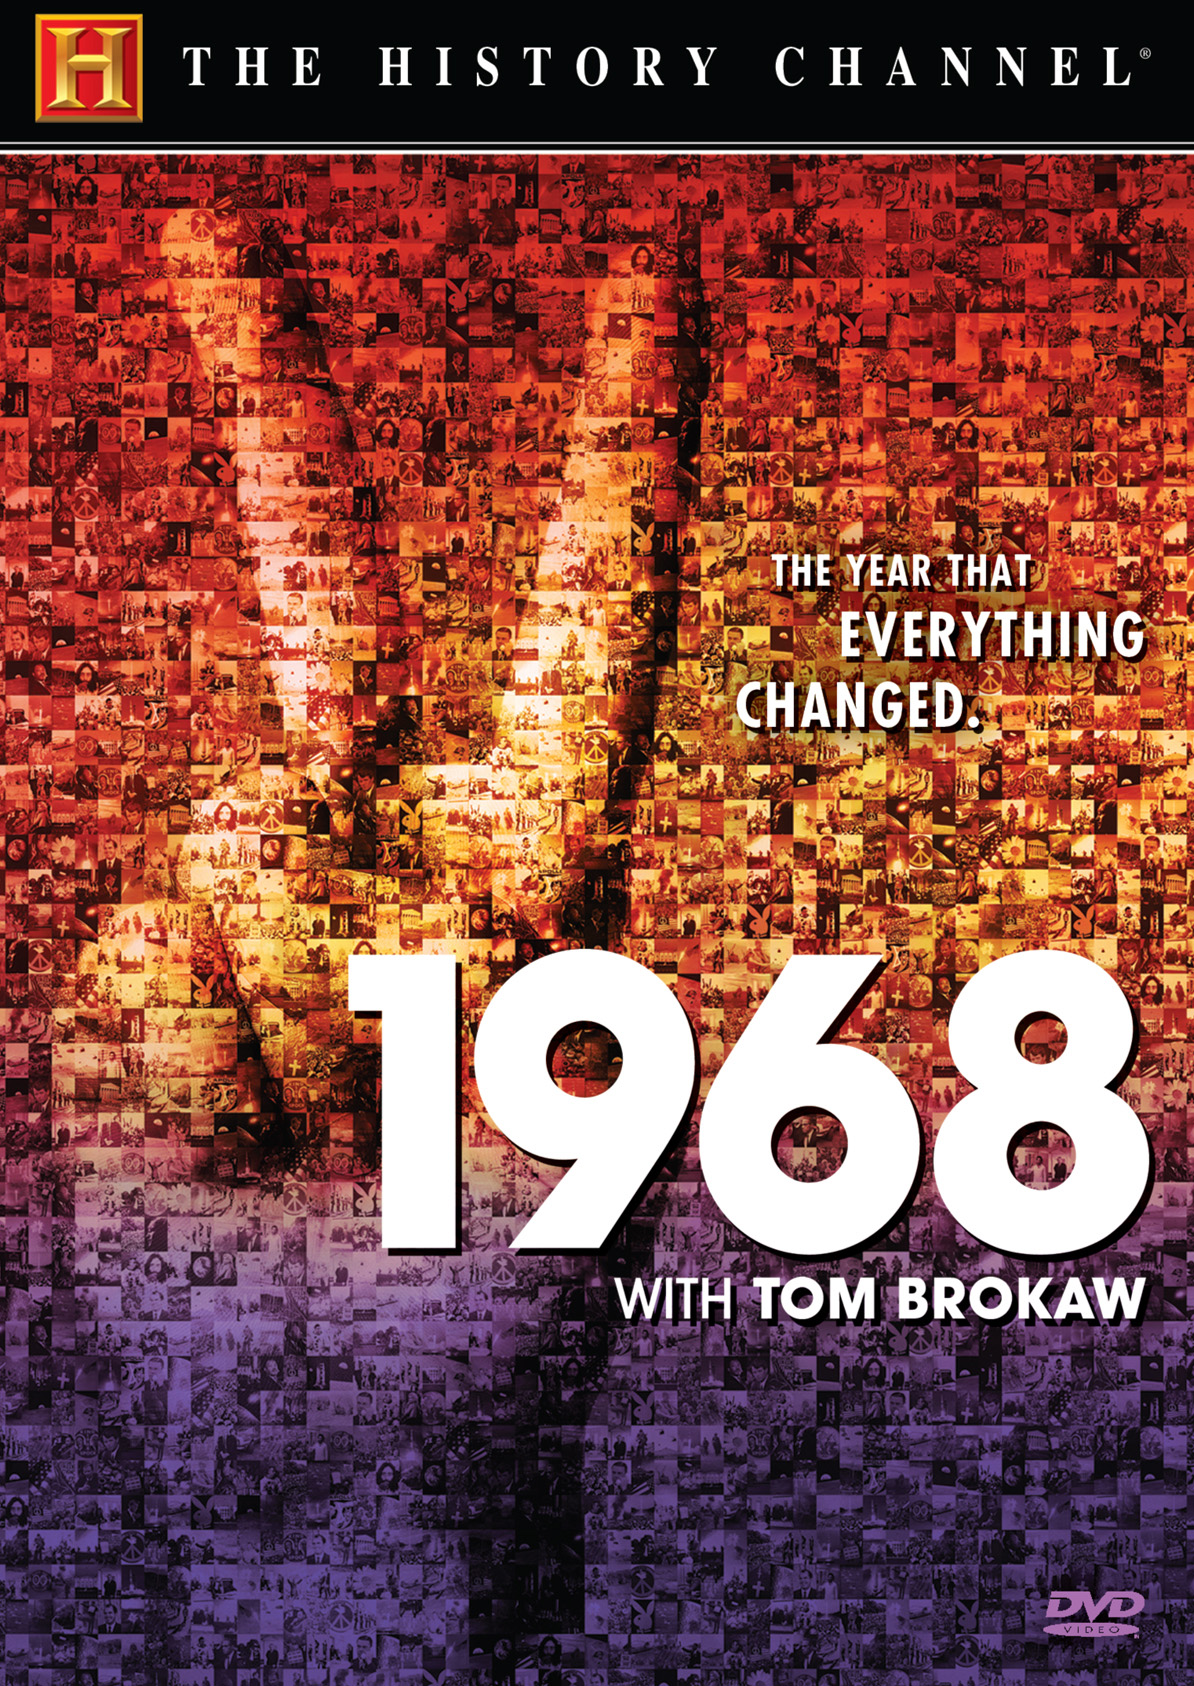 H THE HISTORY CHANNEL®
THE YEAR THAT
EVERYTHING
CHANGED.
1968
WITH TOM BROKAW
DVD
VIDEO